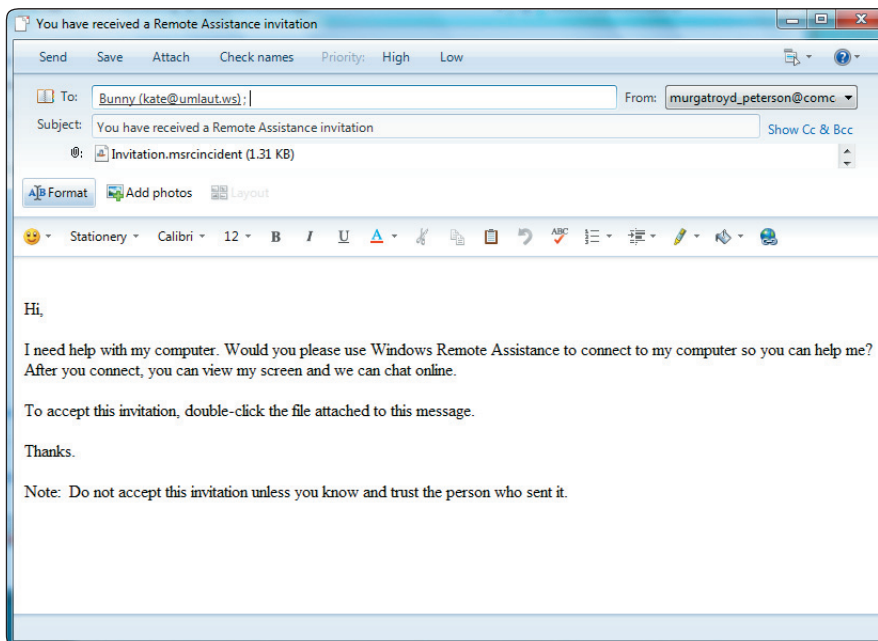 You have received a Remote Assistance invitation
Send Save Attach Check names Priority: High Low
To: Bunny (kate@umlaut.ws) ; From: murgatroyd_peterson@comc
Subject: You have received a Remote Assistance invitation Show Cc & Bcc
Invitation.msrcincident (1.31 KB)
Format Add photos Layout
Stationery Calibri 12 B I U A ABC
Hi,
I need help with my computer. Would you please use Windows Remote Assistance to connect to my computer so you can help me?
After you connect, you can view my screen and we can chat online.
To accept this invitation, double-click the file attached to this message.
Thanks.
Note: Do not accept this invitation unless you know and trust the person who sent it.